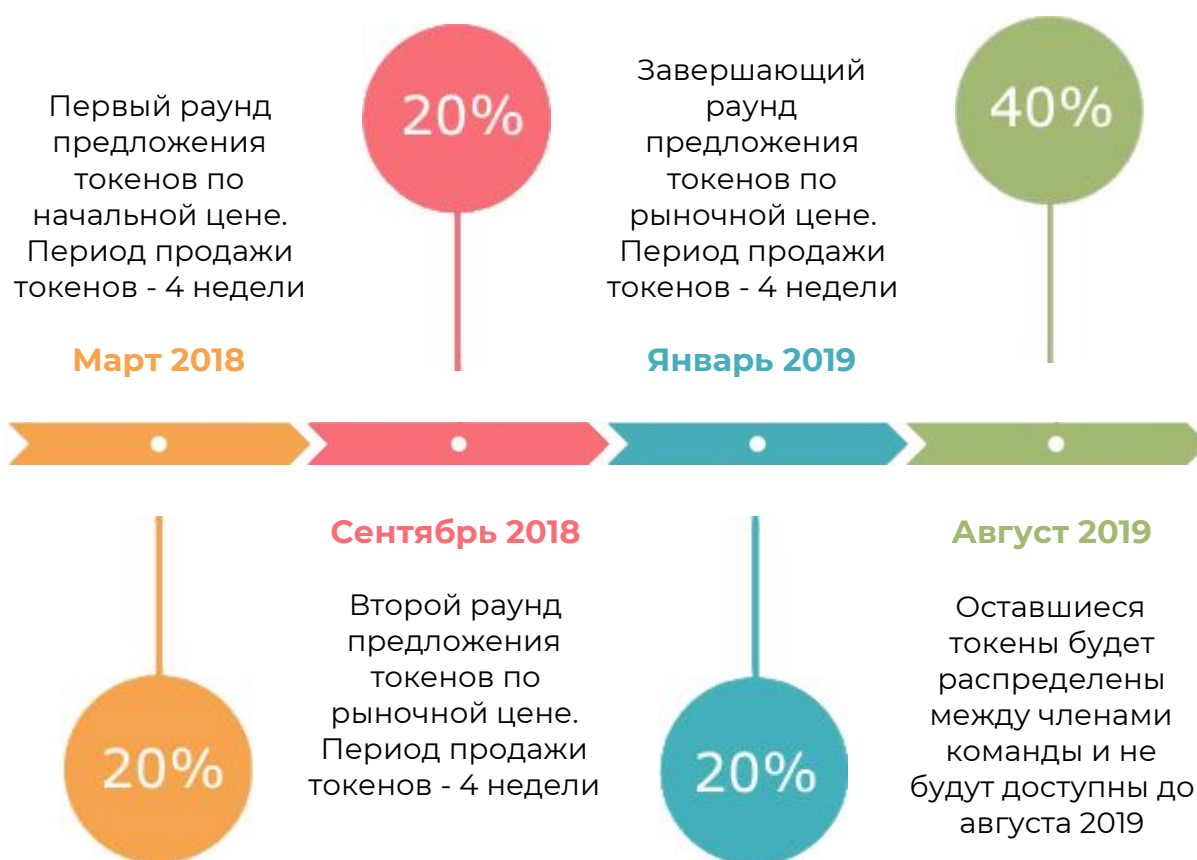 Первый раунд
предложения
токенов по
начальной цене.
Период продажи
токенов - 4 недели
Март 2018
20%
20%
Сентябрь 2018
Второй раунд
предложения
токенов по
рыночной цене.
Период продажи
токенов - 4 недели
Завершающий
раунд
предложения
токенов по
рыночной цене.
Период продажи
токенов - 4 недели
Январь 2019
20%
40%
Август 2019
Оставшиеся
токены будет
распределены
между членами
команды и не
будут доступны до
августа 2019